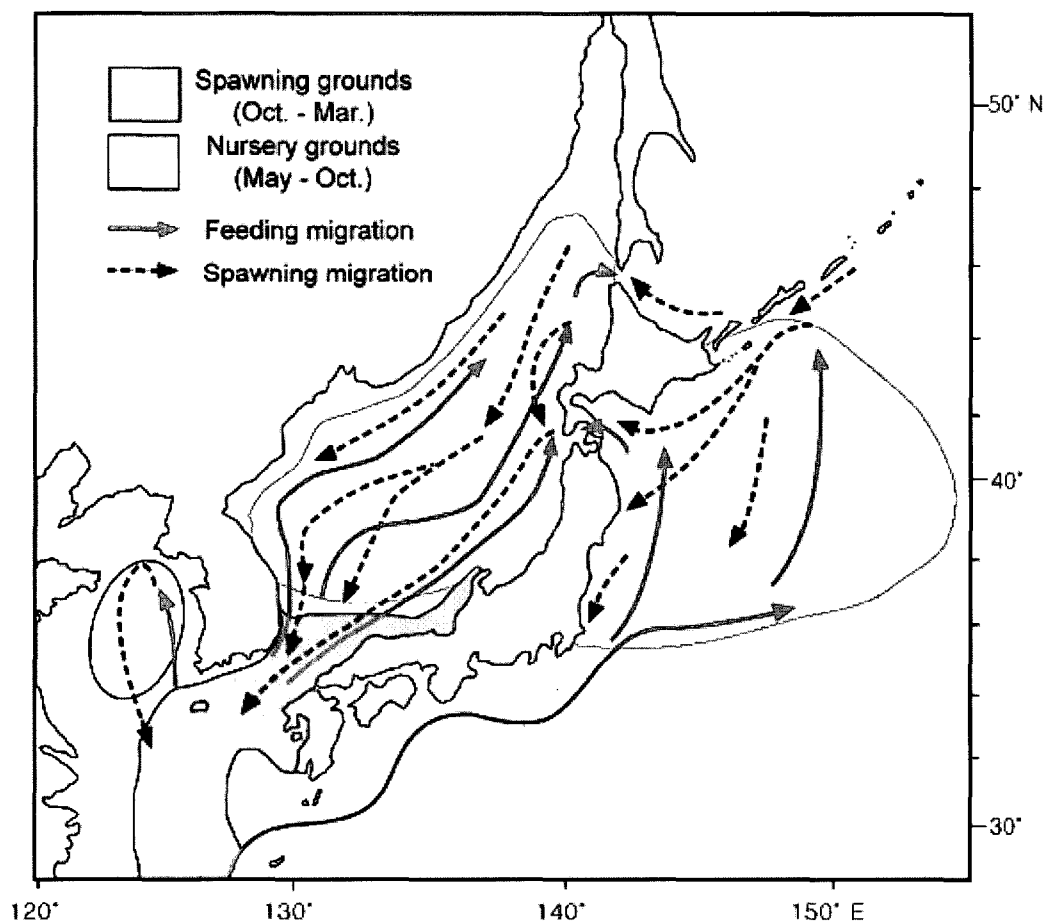 Spawning grounds
(Oct. - Mar.)
Nursery grounds
(May - Oct.)
Feeding migration
Spawning migration
50° N
40°
30°
120°
130°
140°
150° E